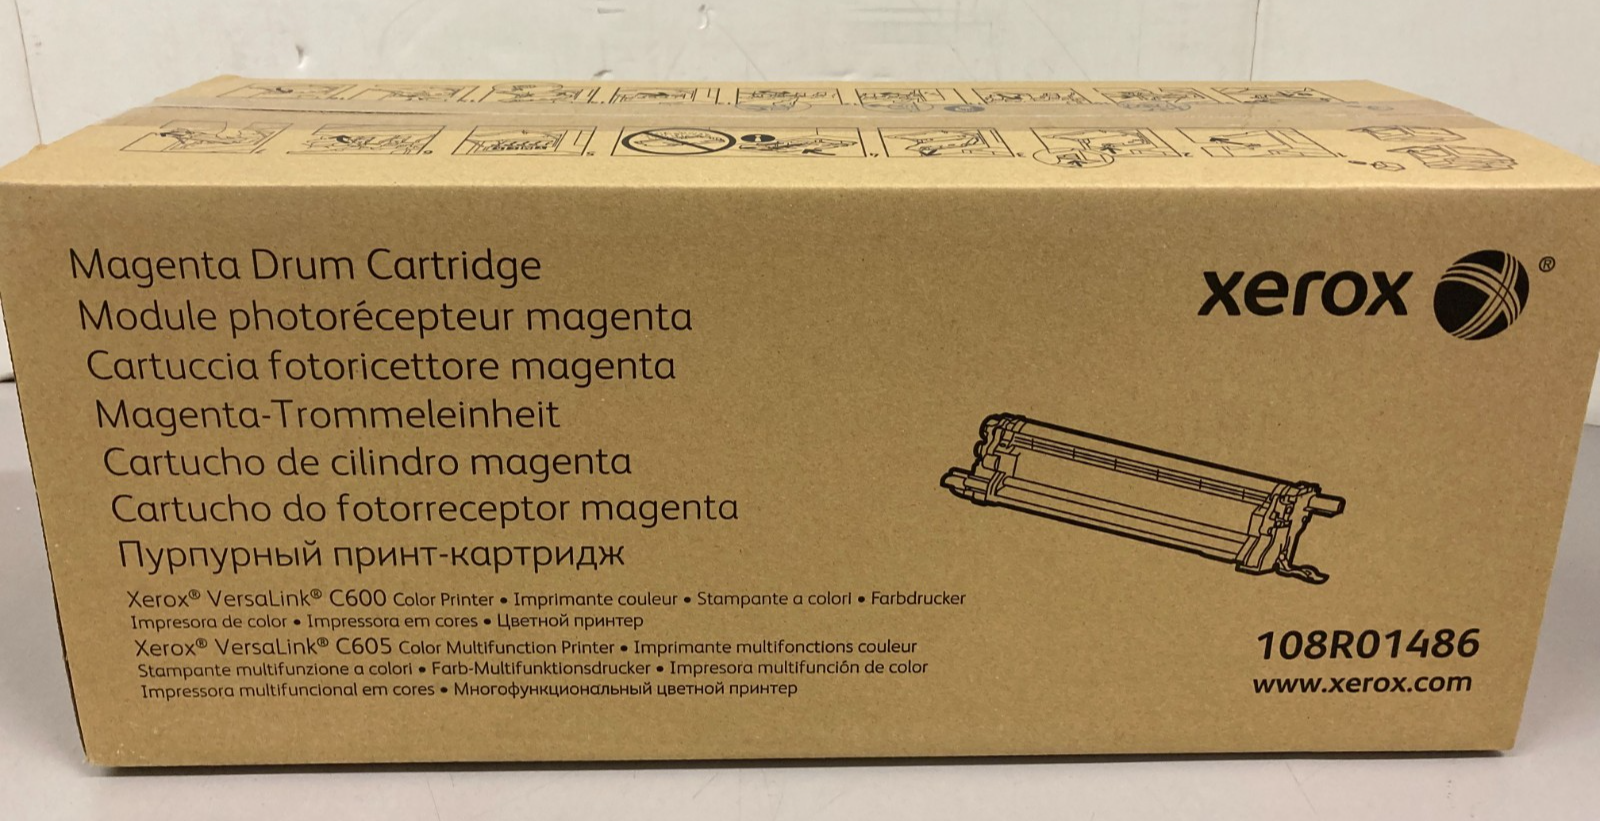 Magenta Drum Cartridge
Module photorécepteur magenta
Cartuccia fotoricettore magenta
Magenta-Trommeleinheit
Cartucho de cilindro magenta
Cartucho do fotorreceptor magenta
Пурпурный принт-картридж
Xerox® VersaLink® C600 Color Printer • Imprimante couleur • Stampante a colori • Farbdrucker
Impresora de color • Impressora em cores • Цветной принтер
Xerox® VersaLink® C605 Color Multifunction Printer • Imprimante multifonctions couleur
Stampante multifunzione a colori • Farb-Multifunktionsdrucker • Impresora multifunción de color
Impressora multifuncional em cores • Многофункциональный цветной принтер
xerox ®
108R01486
www.xerox.com